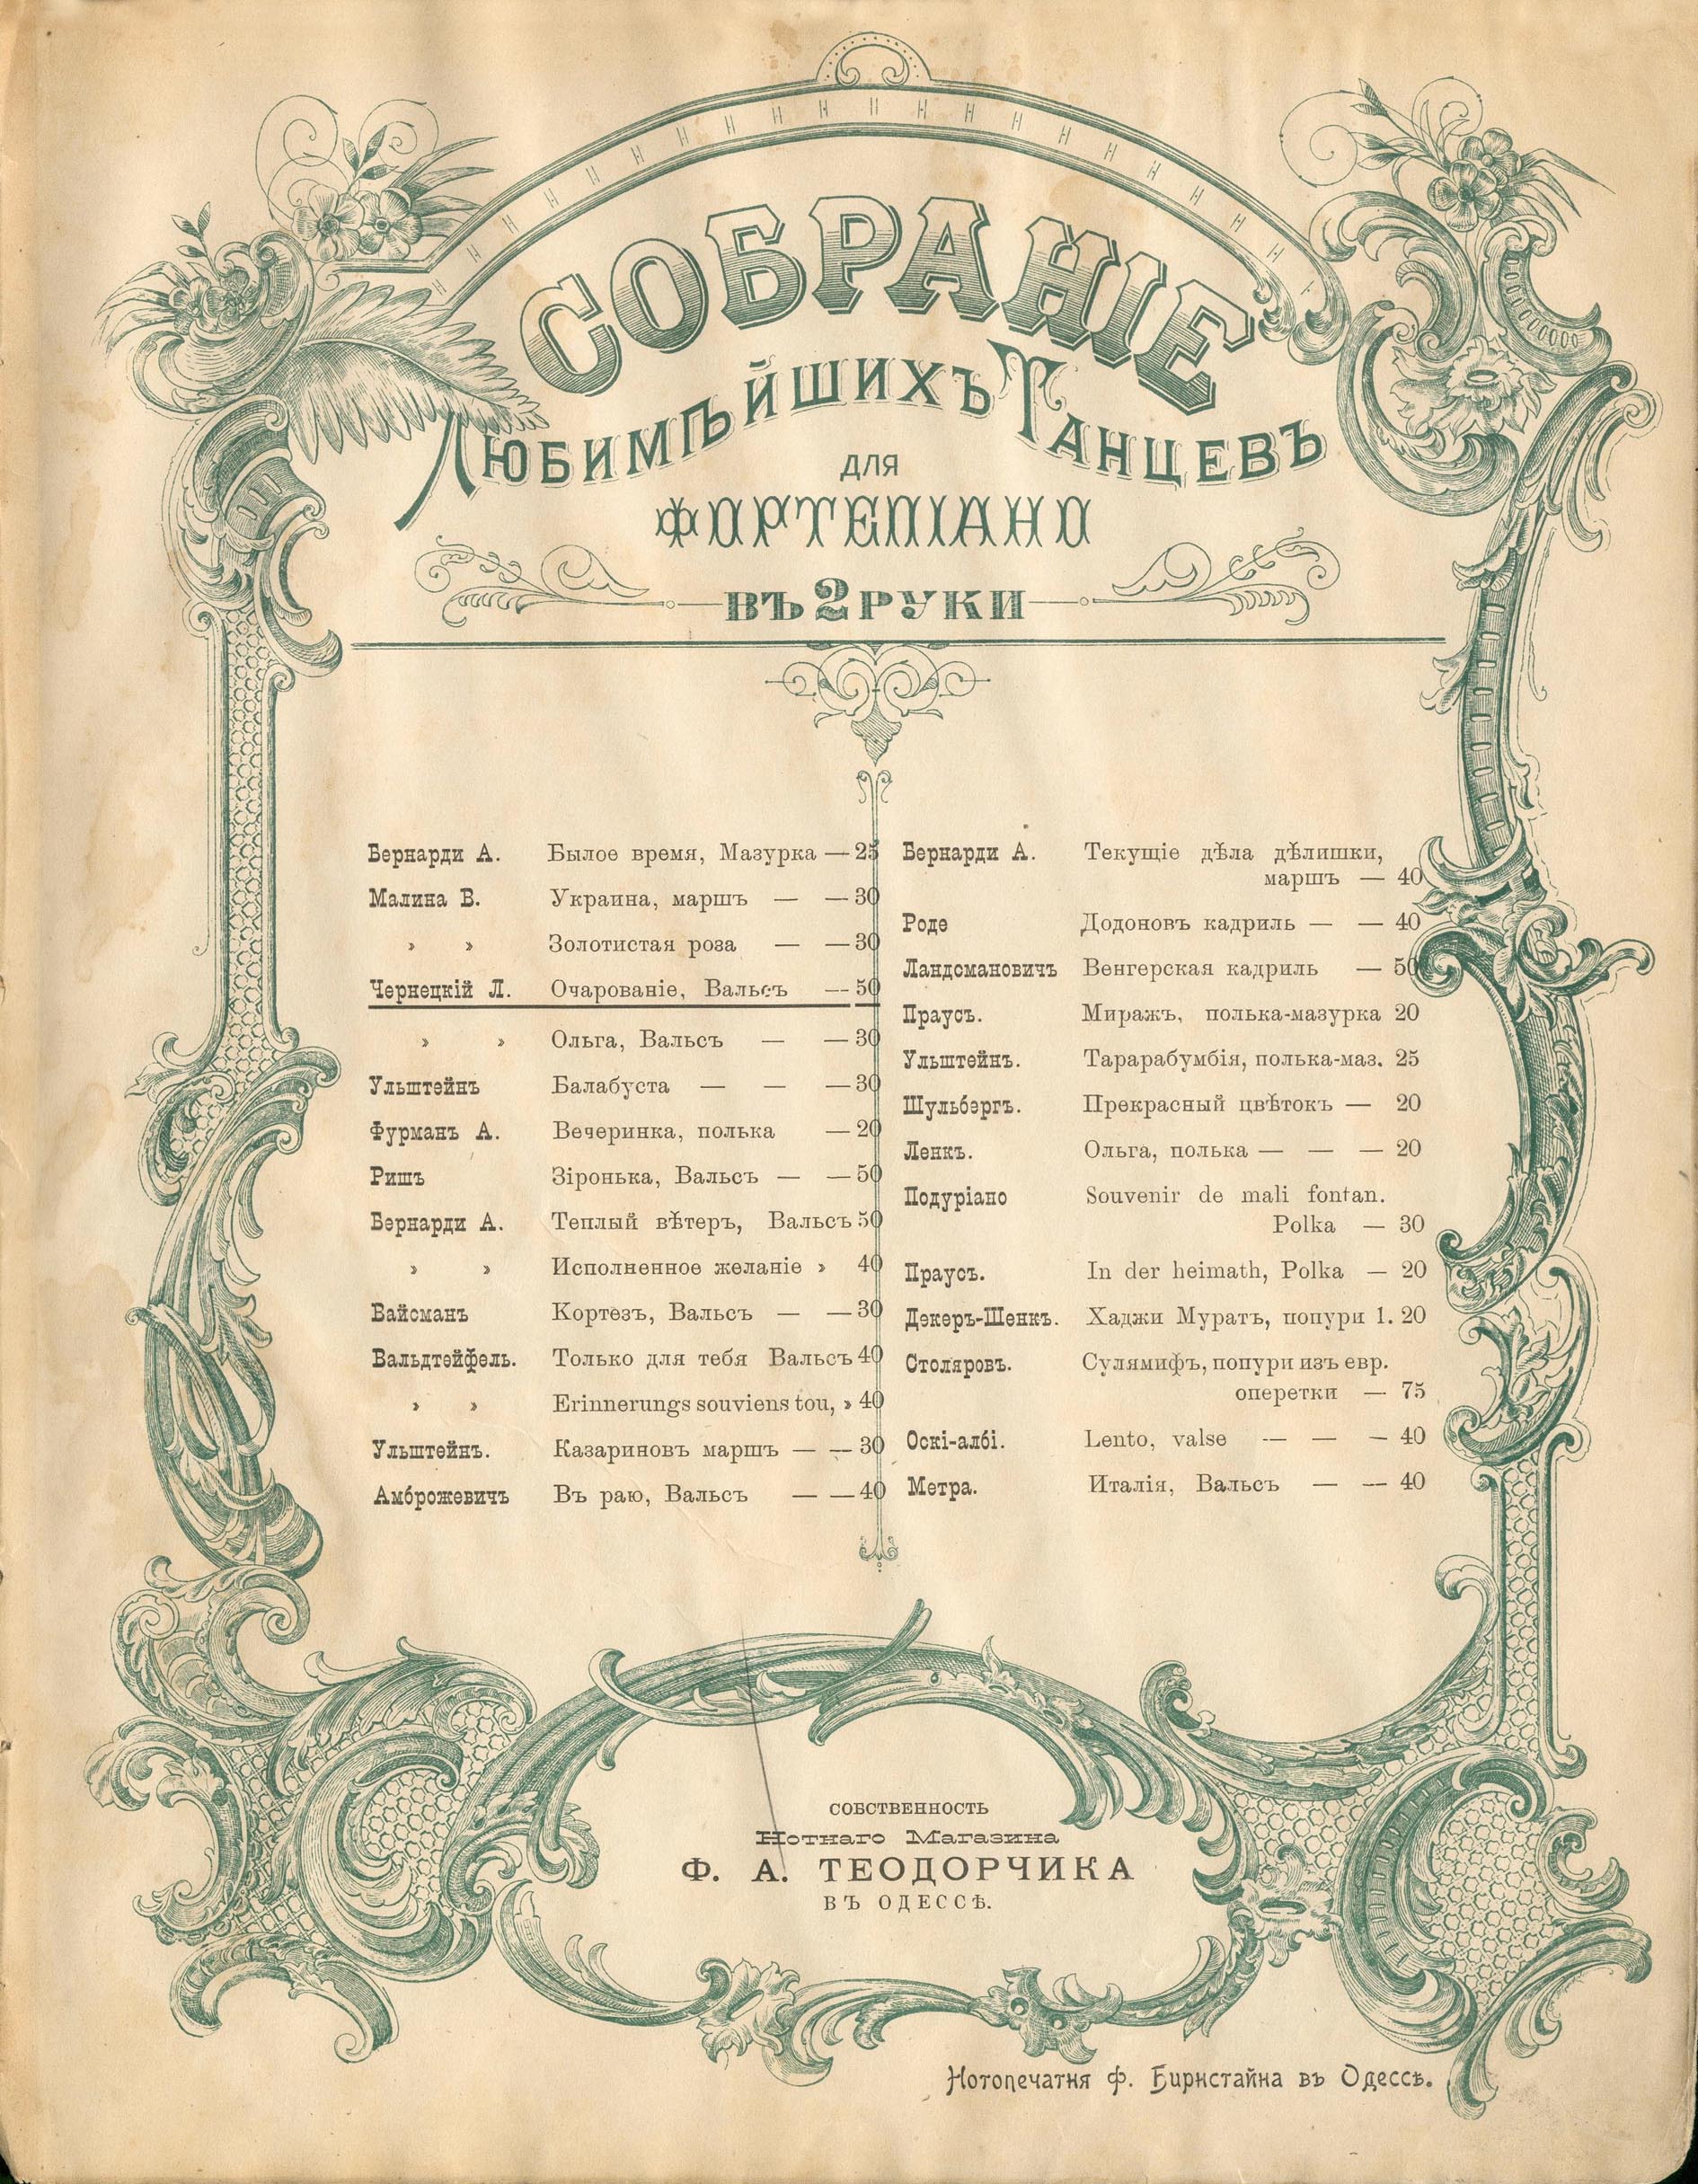 СОБРАНІЕ
ЛЮБИМѢЙШИХЪ ТАНЦЕВЪ
ДЛЯ
ФОРТЕПІАНО
ВЪ 2 РУКИ
Бернарди А. Былое время, Мазурка — 25
Малина В. Украина, маршъ — — 30
» » Золотистая роза — — 30
Чернецкій Л. Очарованіе, Вальсъ — 50
» » Ольга, Вальсъ — — 30
Ульштейнъ Балабуста — — — 30
Фурманъ А. Вечеринка, полька — 20
Ришъ Зіронька, Вальсъ — — 50
Бернарди А. Теплый вѣтеръ, Вальсъ 50
» » Исполненное желаніе » 40
Вайсманъ Кортезъ, Вальсъ — — 30
Вальдтейфель. Только для тебя Вальсъ 40
» » Erinnerungs souviens tou, » 40
Ульштейнъ. Казариновъ маршъ — — 30
Амброжевичъ Въ раю, Вальсъ — — 40
Бернарди А. Текущіе дѣла дѣлишки,
маршъ — 40
Роде Додоновъ кадриль — — 40
Ландсмановичъ Венгерская кадриль — 50
Праусъ. Миражъ, полька-мазурка 20
Ульштейнъ. Тарарабумбія, полька-маз. 25
Шульбергъ. Прекрасный цвѣтокъ — 20
Ленкъ. Ольга, полька — — — 20
Подуріано Souvenir de mali fontan.
Polka — 30
Праусъ. In der heimath, Polka — 20
Декеръ-Шенкъ. Хаджи Муратъ, попури 1. 20
Столяровъ. Сулямифъ, попури изъ евр.
оперетки — 75
Оскі-албі. Lento, valse — — — 40
Метра. Италія, Вальсъ — — 40
СОБСТВЕННОСТЬ
Нотнаго Магазина
Ф. А. ТЕОДОРЧИКА
ВЪ ОДЕССѢ.
Нотопечатня Ф. Бирнстайна въ Одессѣ.